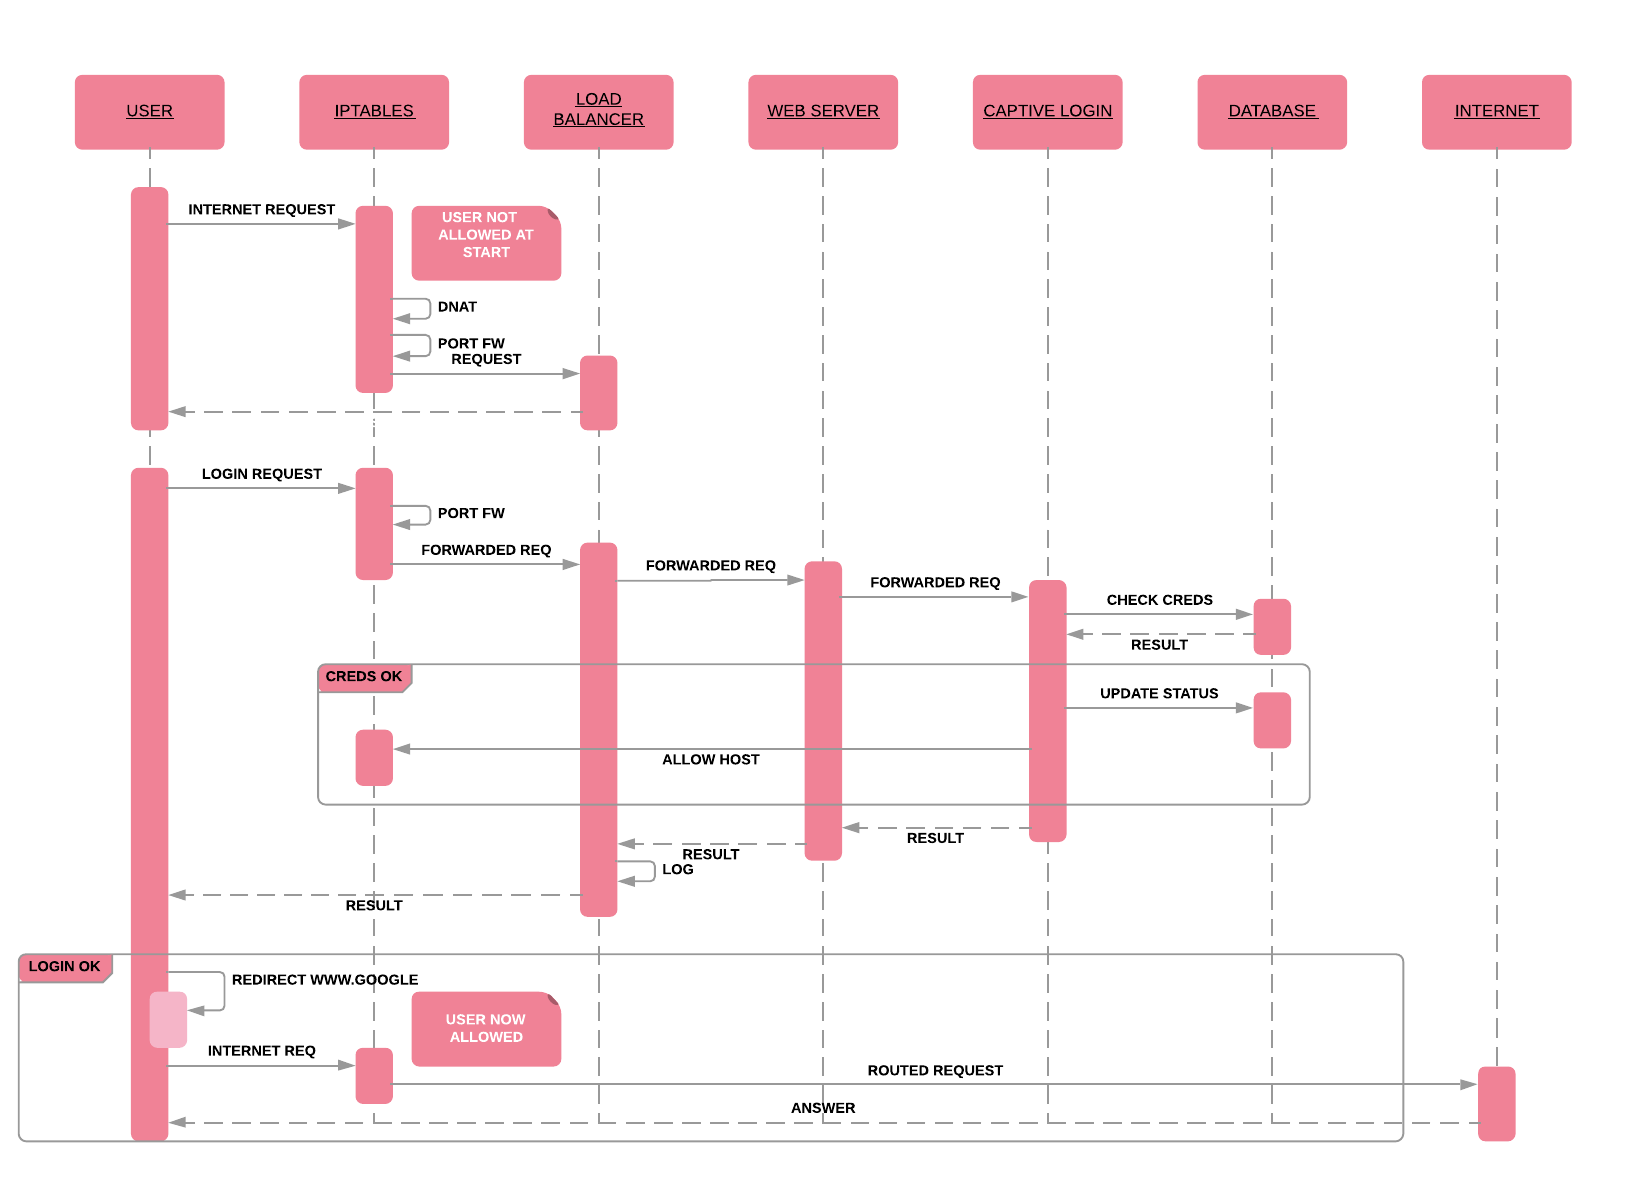 USER
IPTABLES
LOAD
BALANCER
WEB SERVER
CAPTIVE LOGIN
DATABASE
INTERNET
INTERNET REQUEST
USER NOT
ALLOWED AT
START
DNAT
PORT FW
REQUEST
LOGIN REQUEST
PORT FW
FORWARDED REQ
FORWARDED REQ
FORWARDED REQ
CHECK CREDS
RESULT
CREDS OK
UPDATE STATUS
ALLOW HOST
RESULT
RESULT
LOG
RESULT
LOGIN OK
REDIRECT WWW.GOOGLE
USER NOW
ALLOWED
INTERNET REQ
ROUTED REQUEST
ANSWER